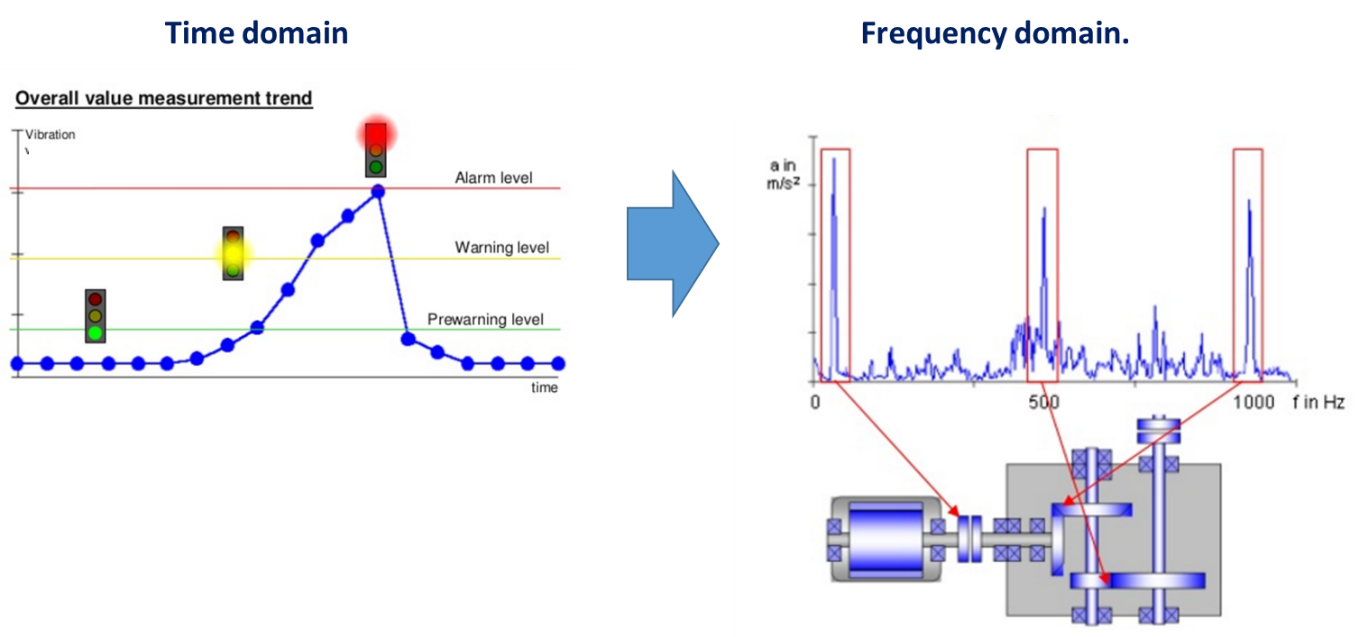 Time domain
Frequency domain.
Overall value measurement trend
Vibration
Alarm level
Warning level
Prewarning level
time
a in
m/s²
0
500
1000
f in Hz